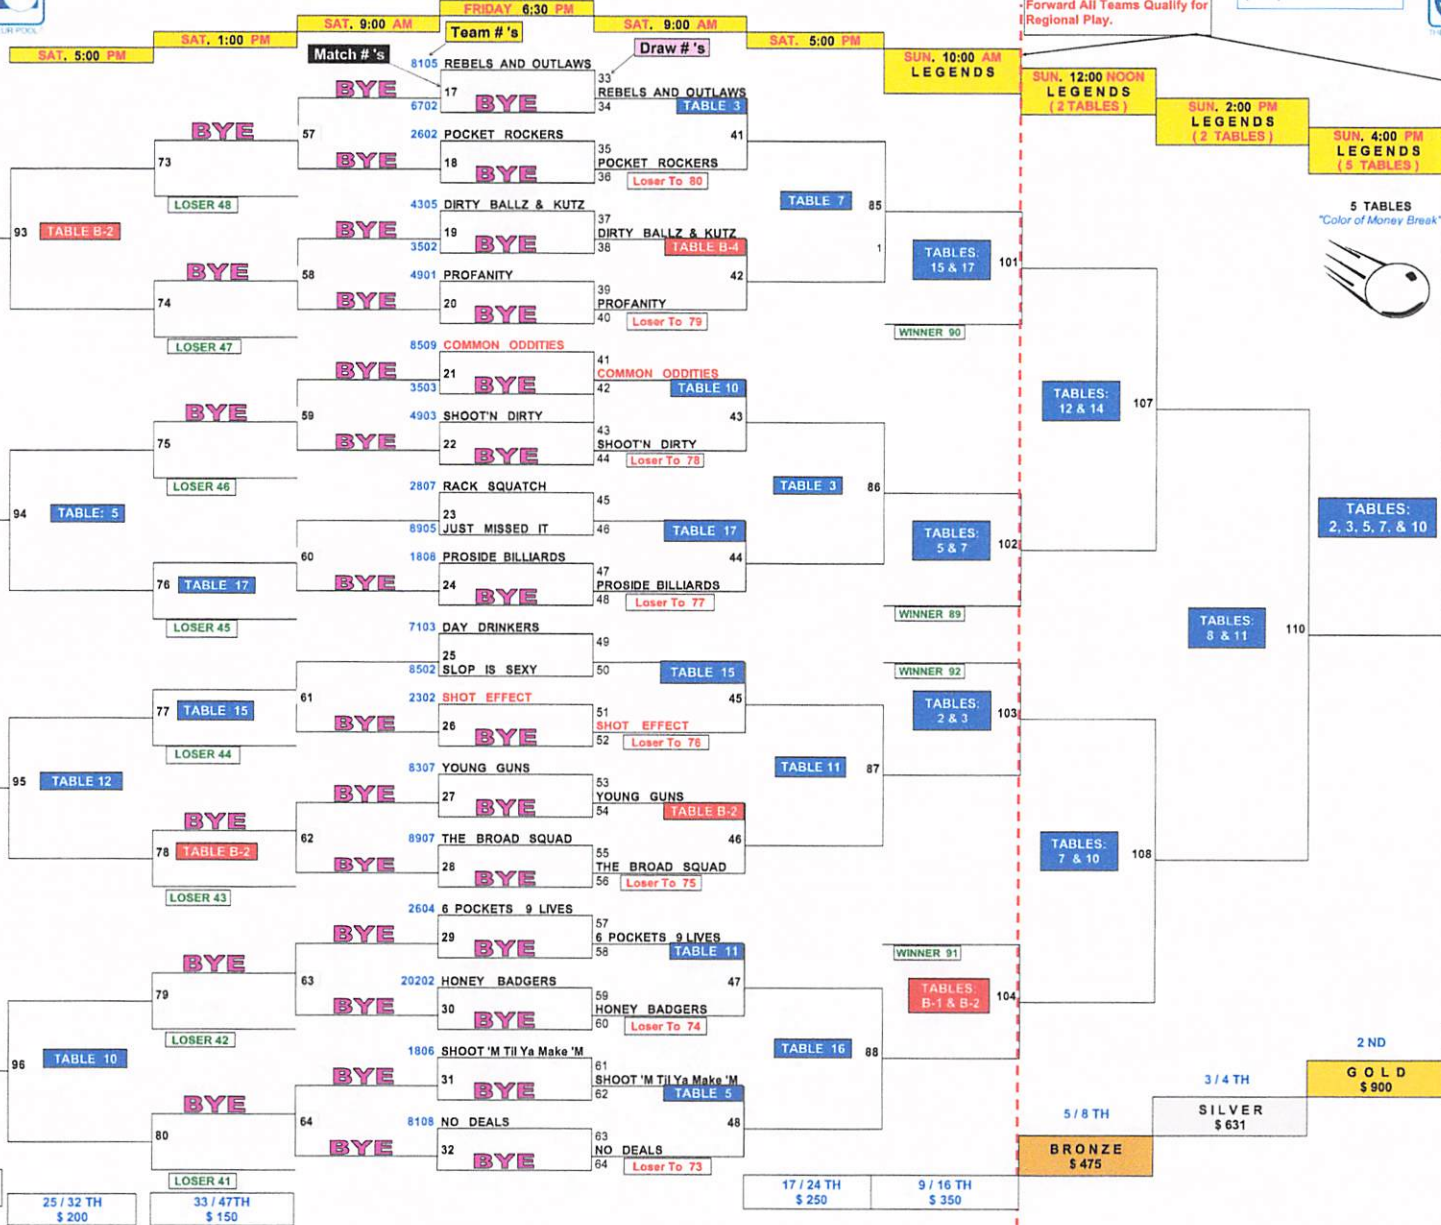 UR POOL
FRIDAY 6:30 PM
Forward All Teams Qualify for
Regional Play.
SAT. 9:00 AM
SAT. 9:00 AM
SAT. 1:00 PM
SAT. 5:00 PM
SAT. 5:00 PM
SAT. 5:00 PM
Team # 's
Match # 's
Draw # 's
SUN. 10:00 AM
LEGENDS
SUN. 12:00 NOON
LEGENDS
( 2 TABLES )
SUN. 2:00 PM
LEGENDS
( 2 TABLES )
SUN. 4:00 PM
LEGENDS
( 5 TABLES )
5 TABLES
"Color of Money Break"
8105 REBELS AND OUTLAWS
33
BYE
17
REBELS AND OUTLAWS
6702
BYE
34
TABLE 3
BYE
57
2602 POCKET ROCKERS
41
73
18
35
POCKET ROCKERS
BYE
BYE
36
Loser To 80
LOSER 48
4305 DIRTY BALLZ & KUTZ
TABLE 7
85
37
93
TABLE B-2
BYE
19
DIRTY BALLZ & KUTZ
3502
BYE
38
TABLE B-4
1
TABLES:
15 & 17
101
BYE
58
4901 PROFANITY
42
74
20
39
PROFANITY
BYE
BYE
40
Loser To 79
LOSER 47
WINNER 90
8509 COMMON ODDITIES
41
BYE
21
COMMON ODDITIES
3503
BYE
42
TABLE 10
TABLES:
12 & 14
107
BYE
59
4903 SHOOT'N DIRTY
43
75
22
43
SHOOT'N DIRTY
BYE
BYE
44
Loser To 78
LOSER 46
2807 RACK SQUATCH
TABLE 3
86
45
94
TABLE: 5
23
8905 JUST MISSED IT
46
TABLE 17
TABLES:
5 & 7
102
TABLES:
2, 3, 5, 7, & 10
60
1808 PROSIDE BILLIARDS
44
76
TABLE 17
BYE
24
47
PROSIDE BILLIARDS
BYE
48
Loser To 77
LOSER 45
WINNER 89
7103 DAY DRINKERS
49
TABLES:
8 & 11
110
25
8502 SLOP IS SEXY
50
TABLE 15
WINNER 92
77
TABLE 15
61
2302 SHOT EFFECT
45
TABLES:
2 & 3
103
BYE
26
51
SHOT EFFECT
BYE
52
Loser To 76
LOSER 44
8307 YOUNG GUNS
TABLE 11
87
95
TABLE 12
53
BYE
27
YOUNG GUNS
BYE
54
TABLE B-2
BYE
62
8907 THE BROAD SQUAD
46
78
TABLE B-2
28
55
THE BROAD SQUAD
TABLES:
7 & 10
108
BYE
BYE
56
Loser To 75
LOSER 43
2604 6 POCKETS 9 LIVES
57
BYE
29
6 POCKETS 9 LIVES
BYE
58
TABLE 11
WINNER 91
BYE
63
20202 HONEY BADGERS
47
79
30
59
HONEY BADGERS
TABLES:
B-1 & B-2
104
BYE
BYE
60
Loser To 74
LOSER 42
1806 SHOOT 'M Til Ya Make 'M
TABLE 16
88
2 ND
96
TABLE 10
61
BYE
31
SHOOT 'M Til Ya Make 'M
62
TABLE 5
3 / 4 TH
GOLD
$ 900
BYE
64
8108 NO DEALS
48
5 / 8 TH
SILVER
$ 631
80
32
63
NO DEALS
BYE
BYE
64
Loser To 73
BRONZE
$ 475
LOSER 41
25 / 32 TH
$ 200
33 / 47TH
$ 150
17 / 24 TH
$ 250
9 / 16 TH
$ 350